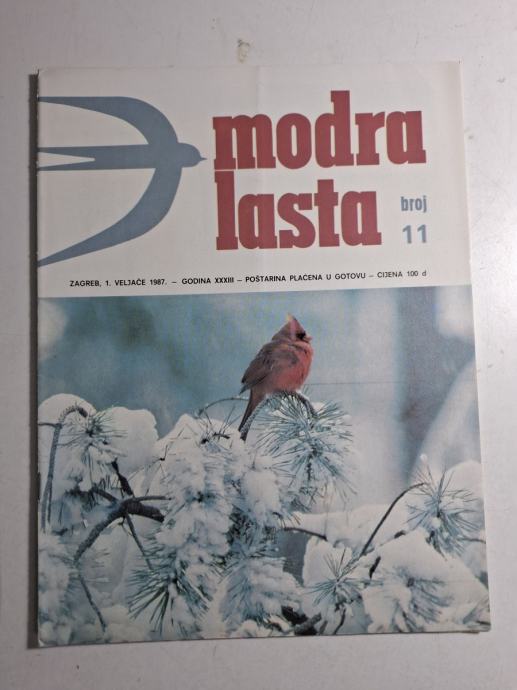 modra
lasta
broj
11
ZAGREB, 1. VELJAČE 1987. – GODINA XXXIII – POŠTARINA PLAĆENA U GOTOVU – CIJENA 100 d